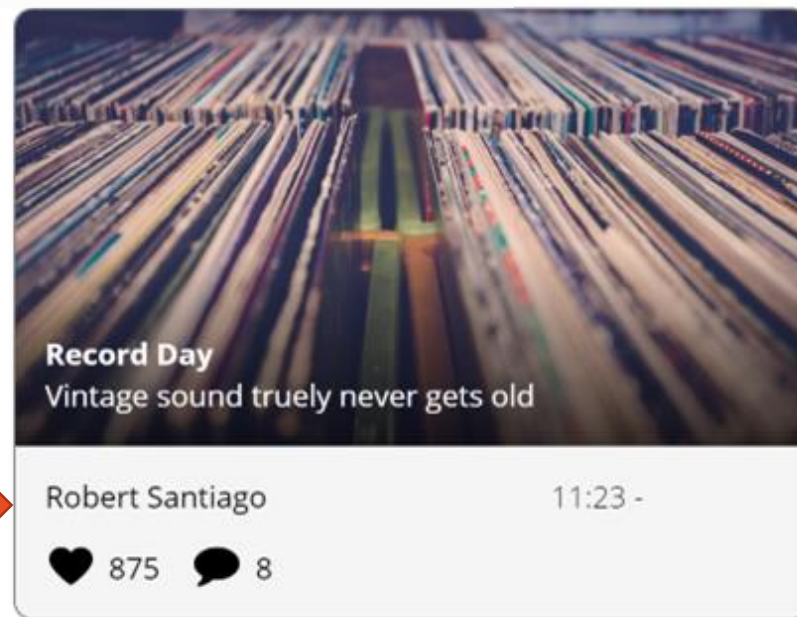 Record Day
Vintage sound truely never gets old
Robert Santiago 11:23 -
875 8